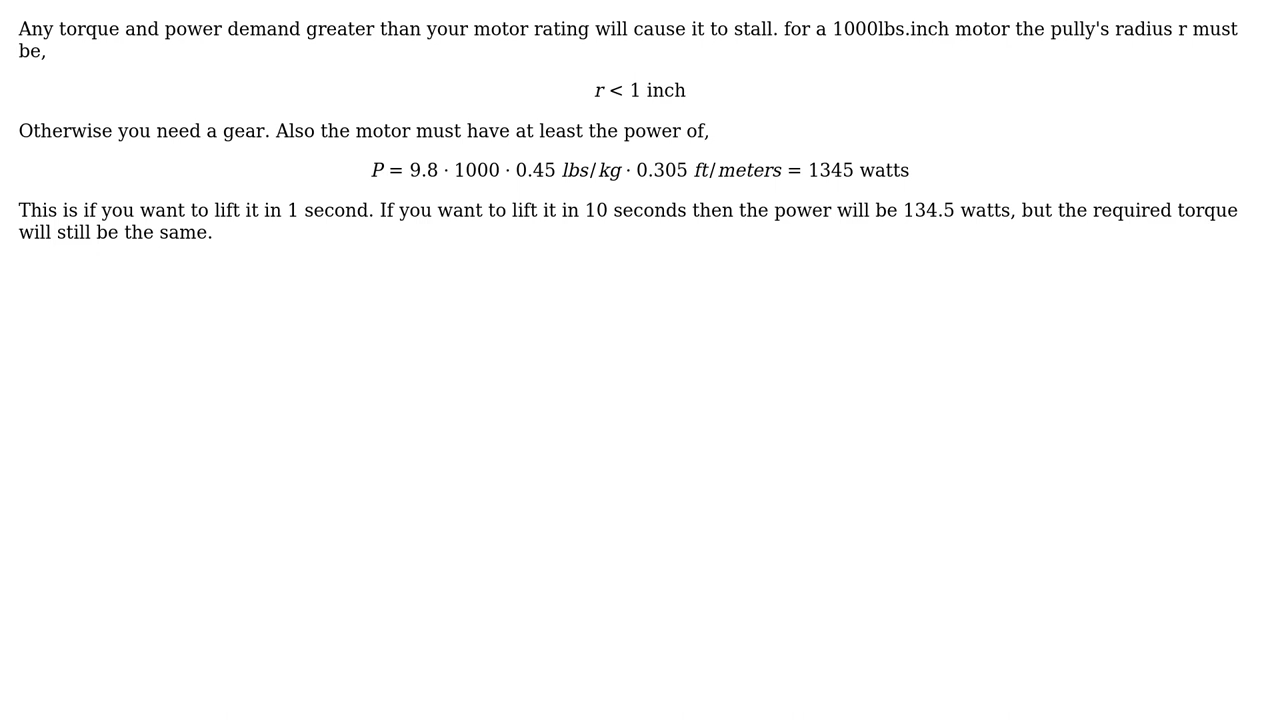 Any torque and power demand greater than your motor rating will cause it to stall. for a 1000lbs.inch motor the pully's radius r must
be,
r < 1 inch
Otherwise you need a gear. Also the motor must have at least the power of,
P = 9.8 · 1000 · 0.45 lbs/kg · 0.305 ft/meters = 1345 watts
This is if you want to lift it in 1 second. If you want to lift it in 10 seconds then the power will be 134.5 watts, but the required torque
will still be the same.